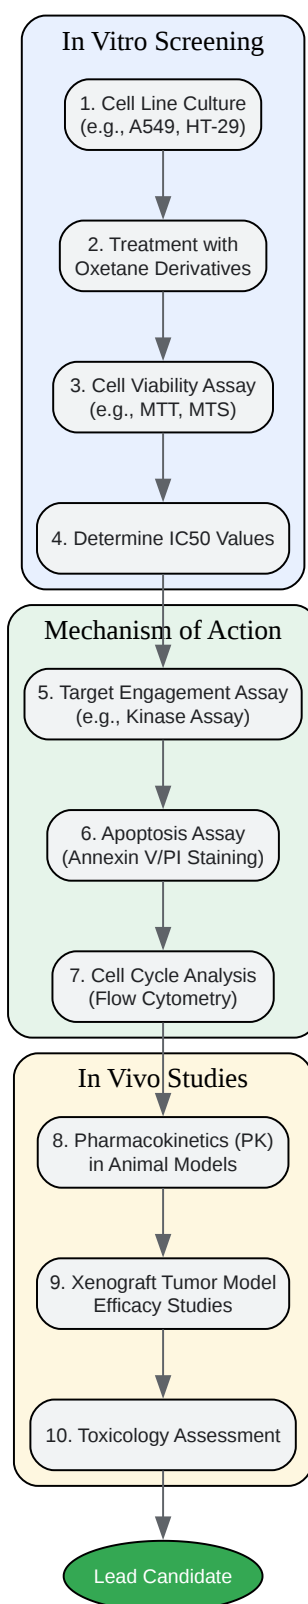 In Vitro Screening
1. Cell Line Culture
(e.g., A549, HT-29)
2. Treatment with
Oxetane Derivatives
3. Cell Viability Assay
(e.g., MTT, MTS)
4. Determine IC50 Values
Mechanism of Action
5. Target Engagement Assay
(e.g., Kinase Assay)
6. Apoptosis Assay
(Annexin V/PI Staining)
7. Cell Cycle Analysis
(Flow Cytometry)
In Vivo Studies
8. Pharmacokinetics (PK)
in Animal Models
9. Xenograft Tumor Model
Efficacy Studies
10. Toxicology Assessment
Lead Candidate